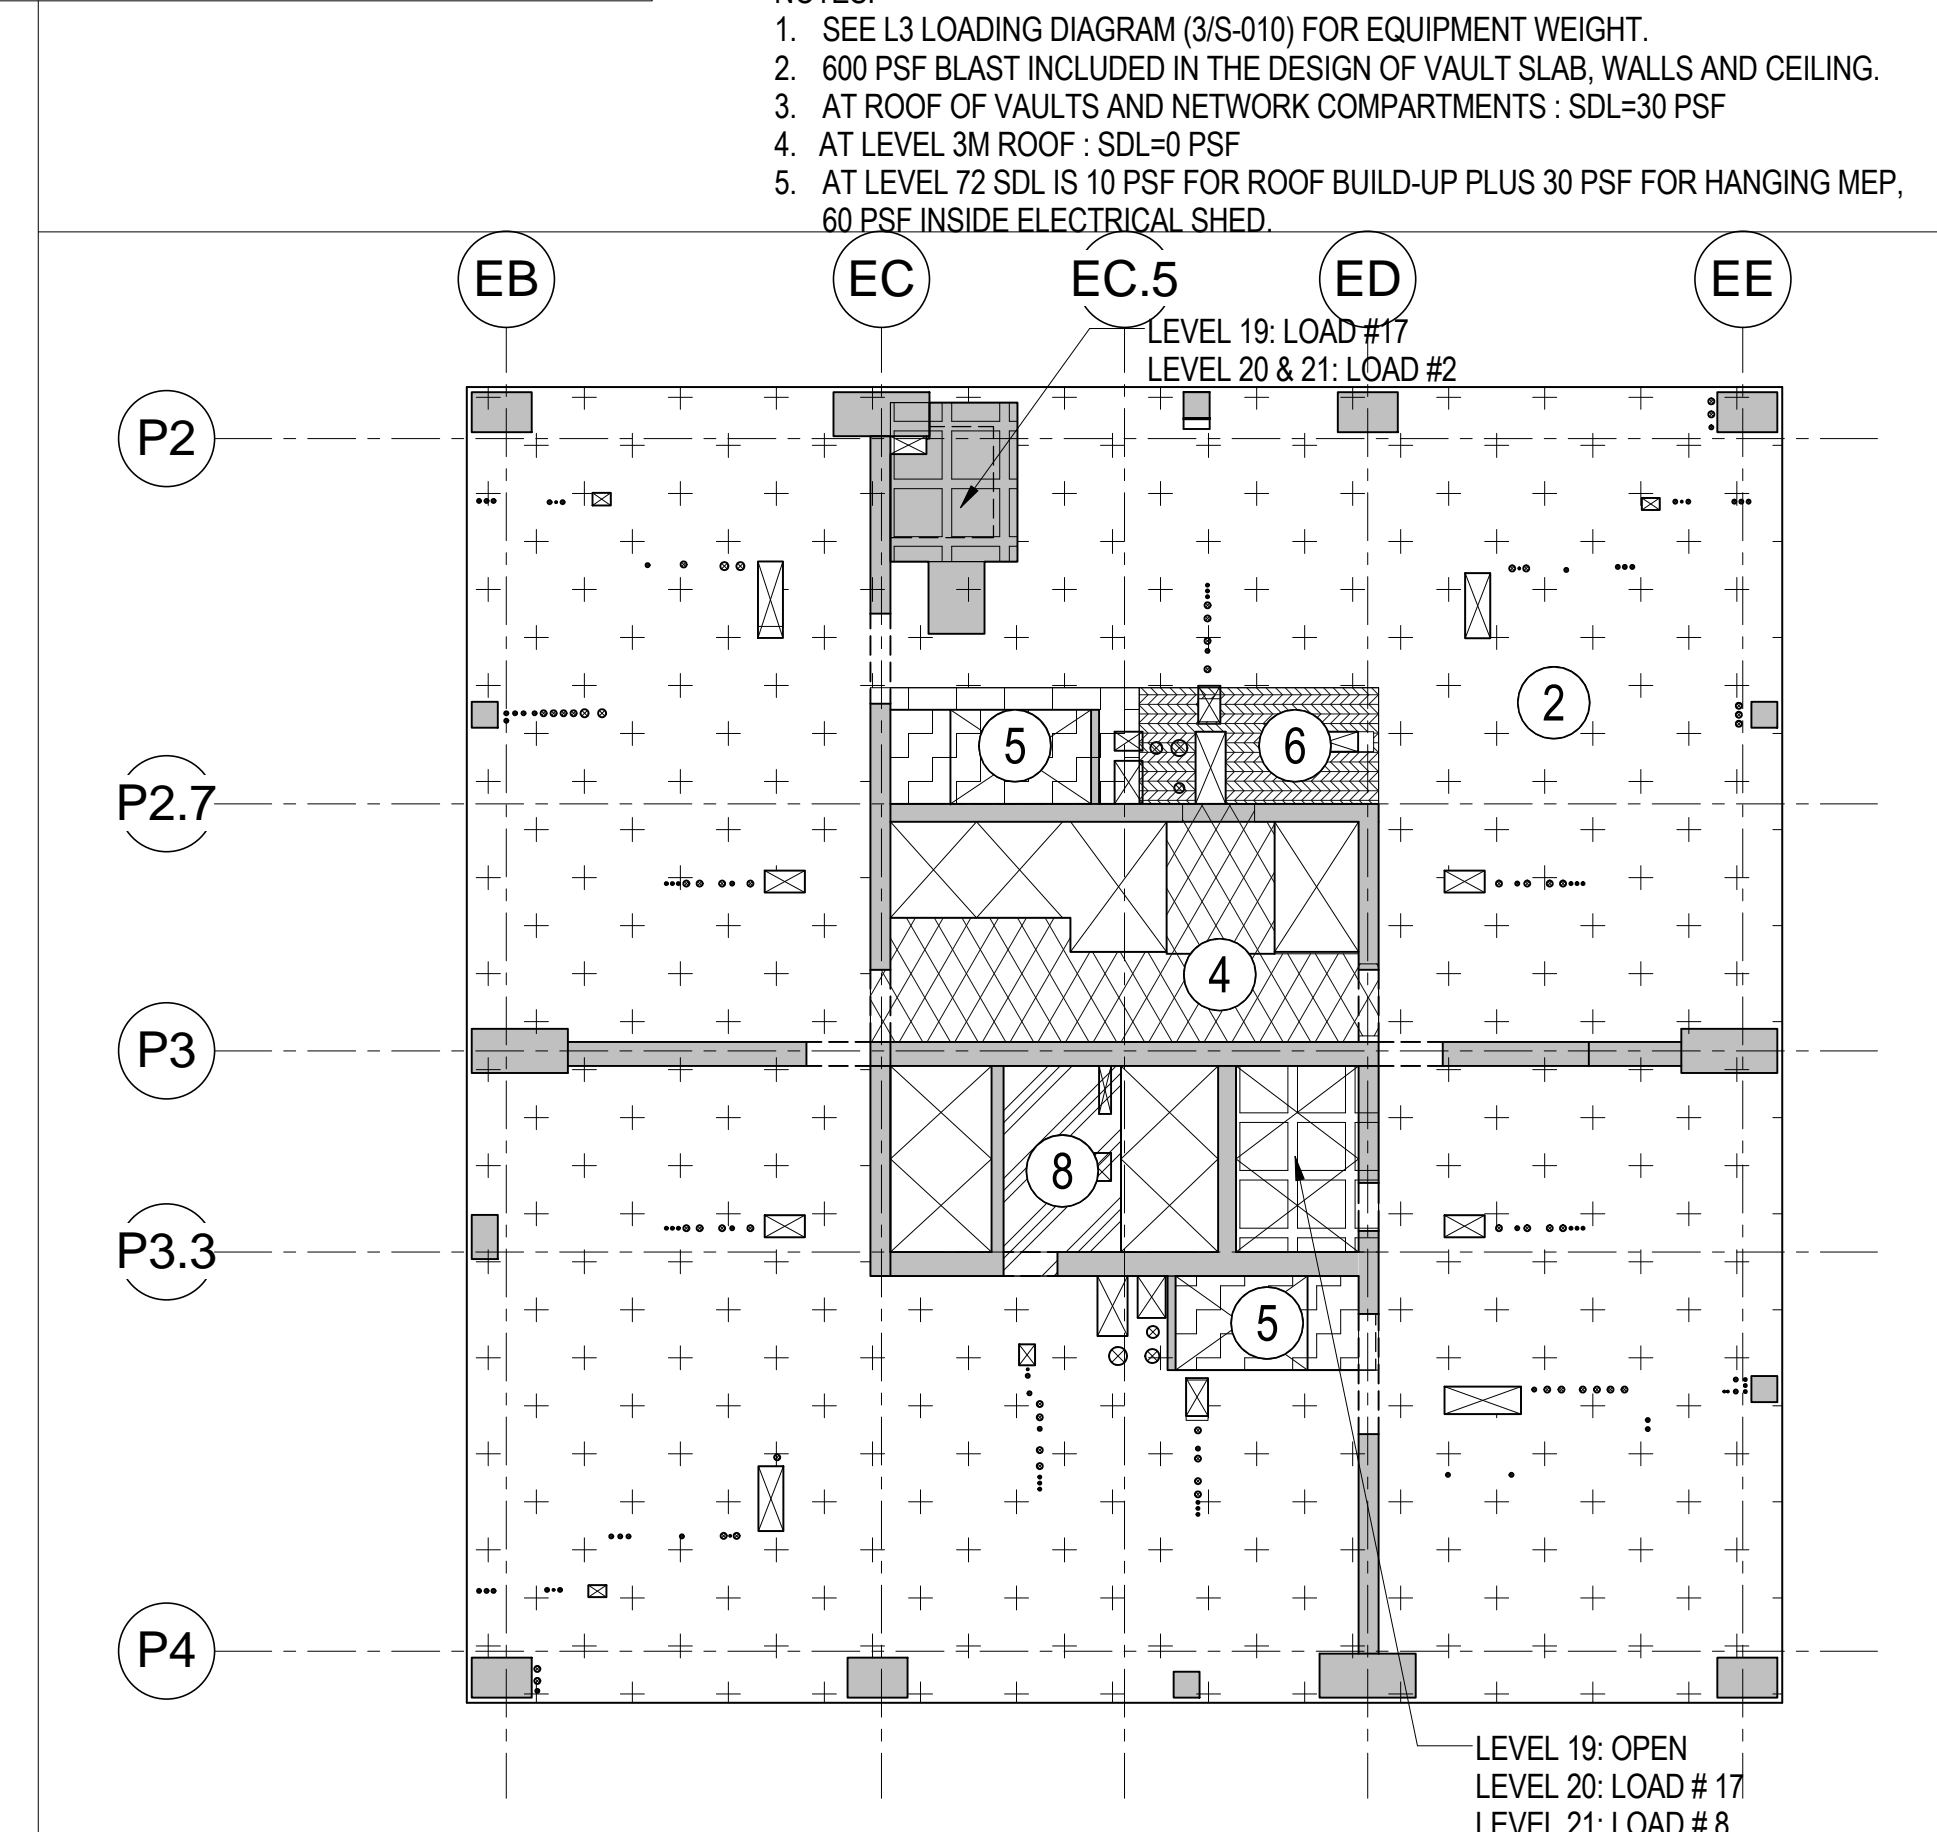 NOTES:
1. SEE L3 LOADING DIAGRAM (3/S-010) FOR EQUIPMENT WEIGHT.
2. 600 PSF BLAST INCLUDED IN THE DESIGN OF VAULT SLAB, WALLS AND CEILING.
3. AT ROOF OF VAULTS AND NETWORK COMPARTMENTS : SDL=30 PSF
4. AT LEVEL 3M ROOF : SDL=0 PSF
5. AT LEVEL 72 SDL IS 10 PSF FOR ROOF BUILD-UP PLUS 30 PSF FOR HANGING MEP,
60 PSF INSIDE ELECTRICAL SHED.
EB
EC
EC.5
ED
EE
LEVEL 19: LOAD #17
LEVEL 20 & 21: LOAD #2
P2
2
5
6
P2.7
4
P3
8
P3.3
5
P4
LEVEL 19: OPEN
LEVEL 20: LOAD # 17
LEVEL 21: LOAD # 8